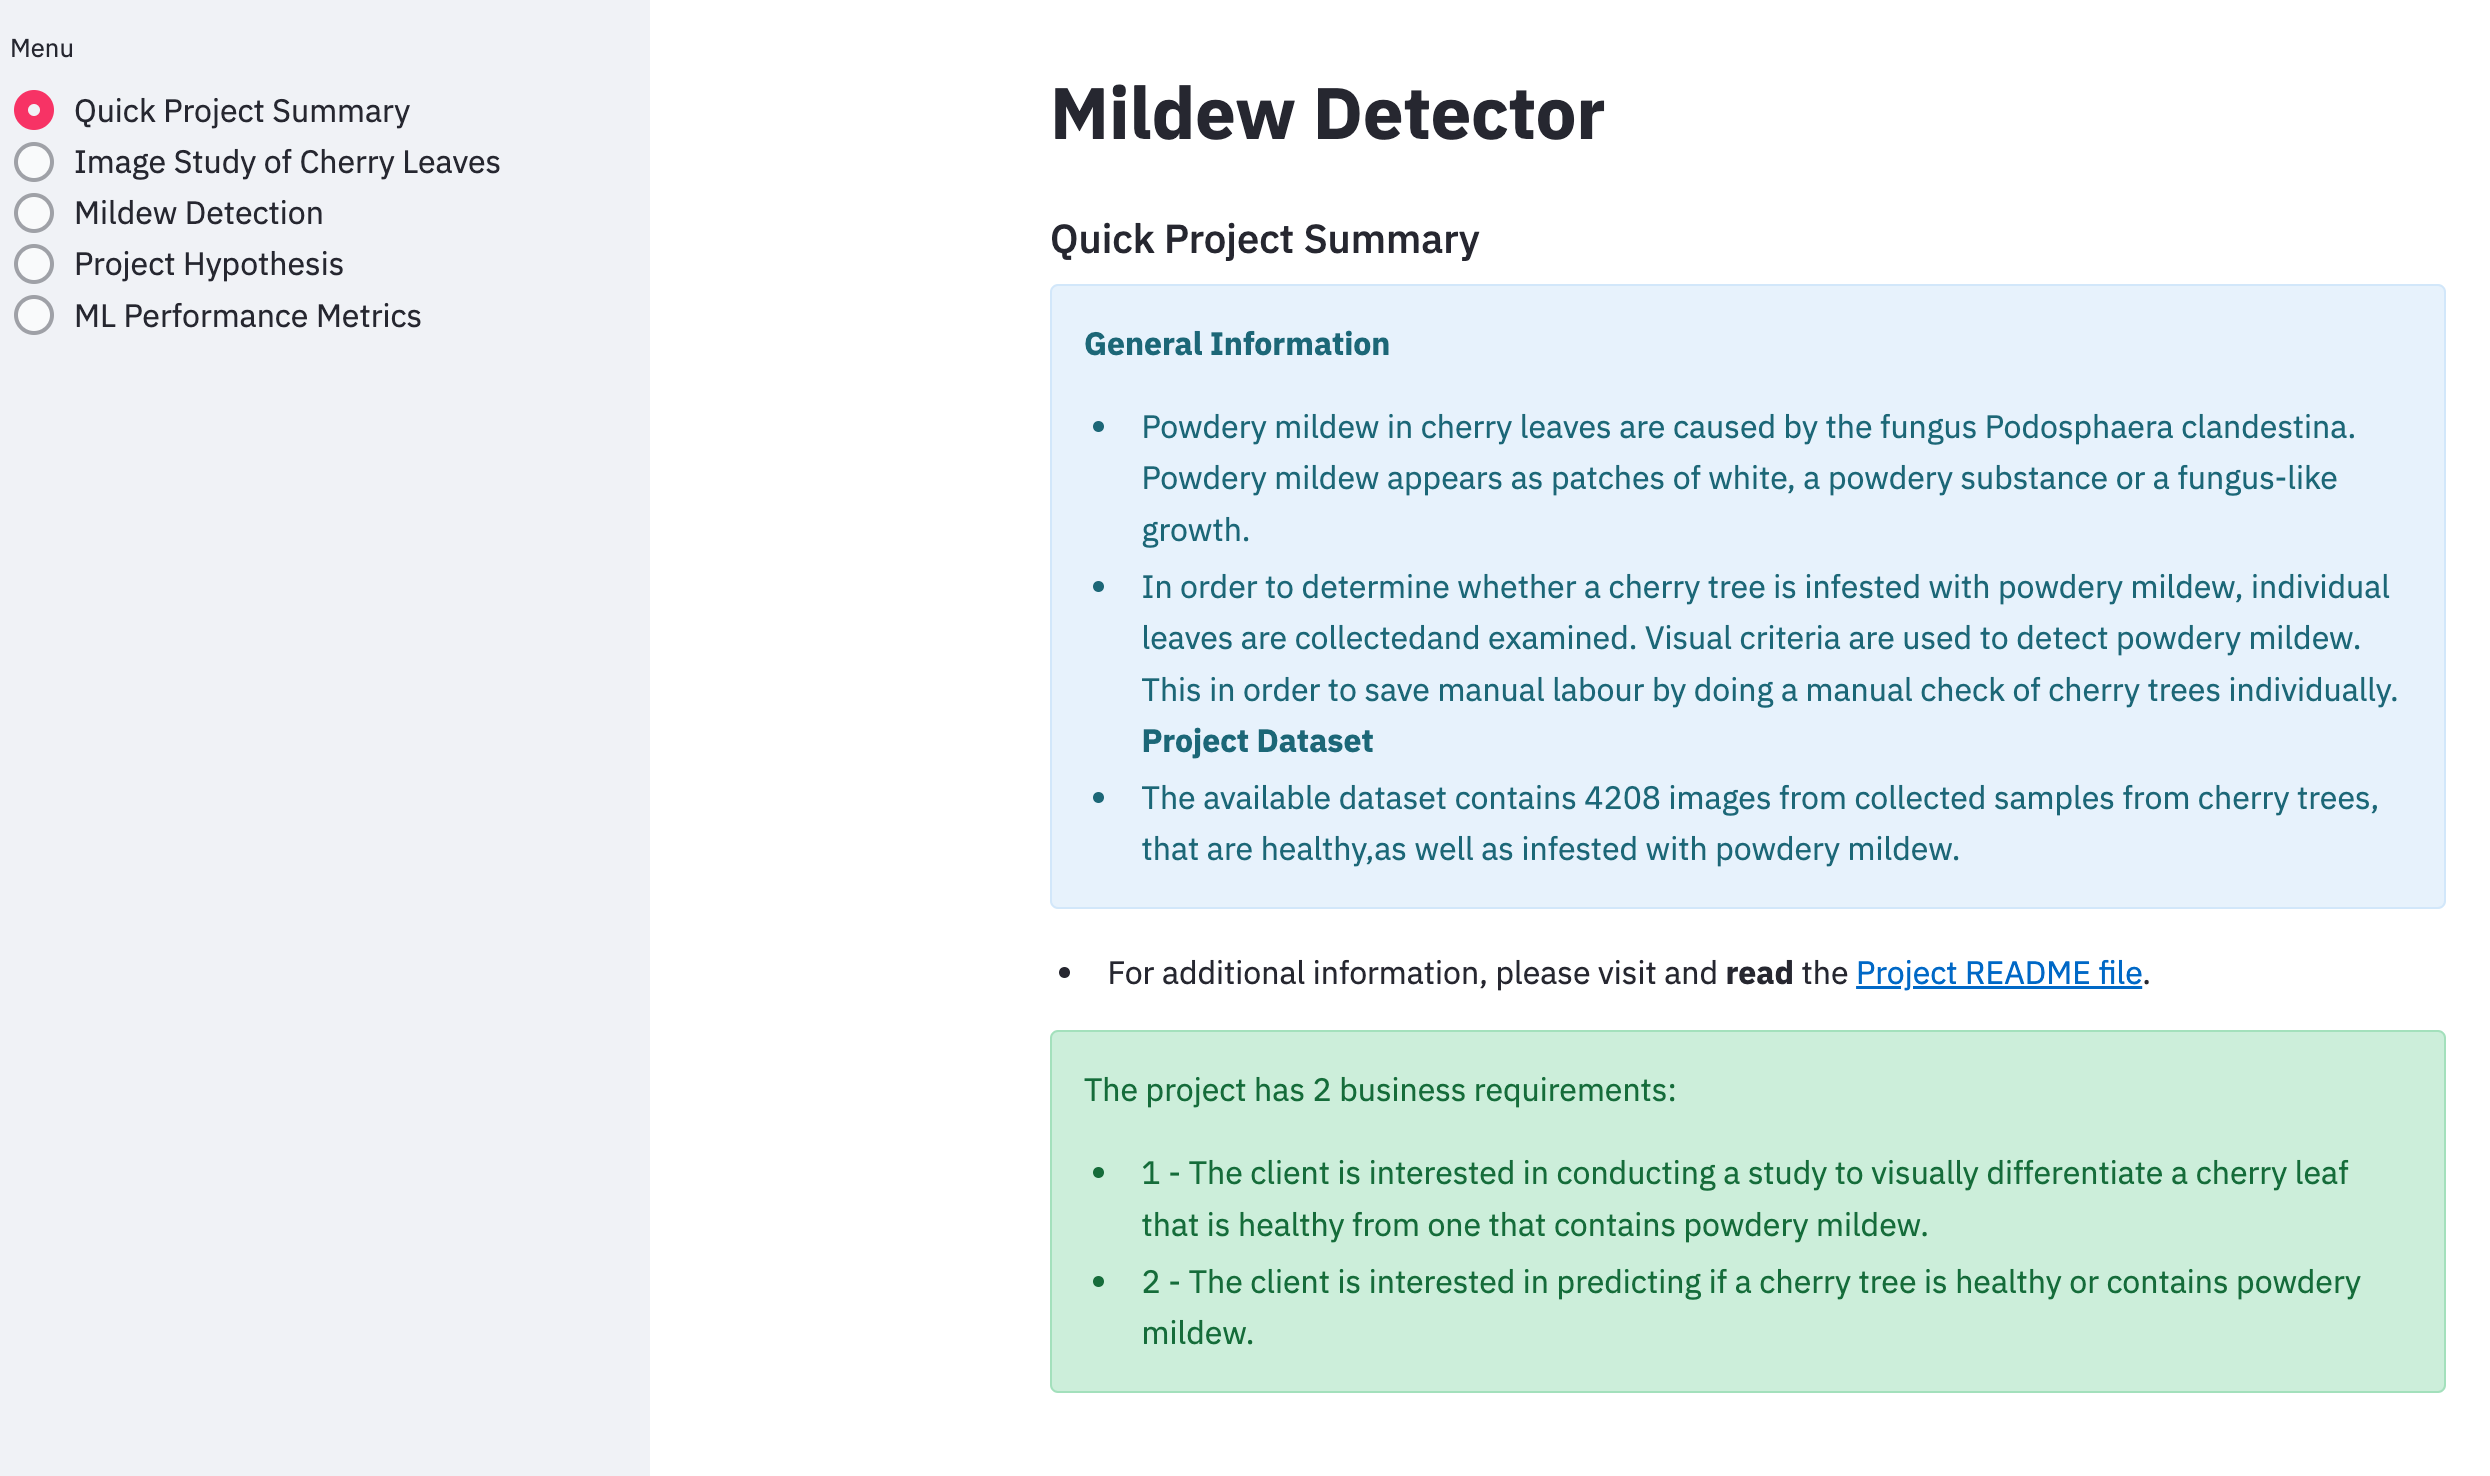 Menu
Quick Project Summary
Image Study of Cherry Leaves
Mildew Detection
Project Hypothesis
ML Performance Metrics
Mildew Detector
Quick Project Summary
General Information
Powdery mildew in cherry leaves are caused by the fungus Podosphaera clandestina.
Powdery mildew appears as patches of white, a powdery substance or a fungus-like
growth.
In order to determine whether a cherry tree is infested with powdery mildew, individual
leaves are collectedand examined. Visual criteria are used to detect powdery mildew.
This in order to save manual labour by doing a manual check of cherry trees individually.
Project Dataset
The available dataset contains 4208 images from collected samples from cherry trees,
that are healthy,as well as infested with powdery mildew.
For additional information, please visit and read the Project README file.
The project has 2 business requirements:
1 - The client is interested in conducting a study to visually differentiate a cherry leaf
that is healthy from one that contains powdery mildew.
2 - The client is interested in predicting if a cherry tree is healthy or contains powdery
mildew.